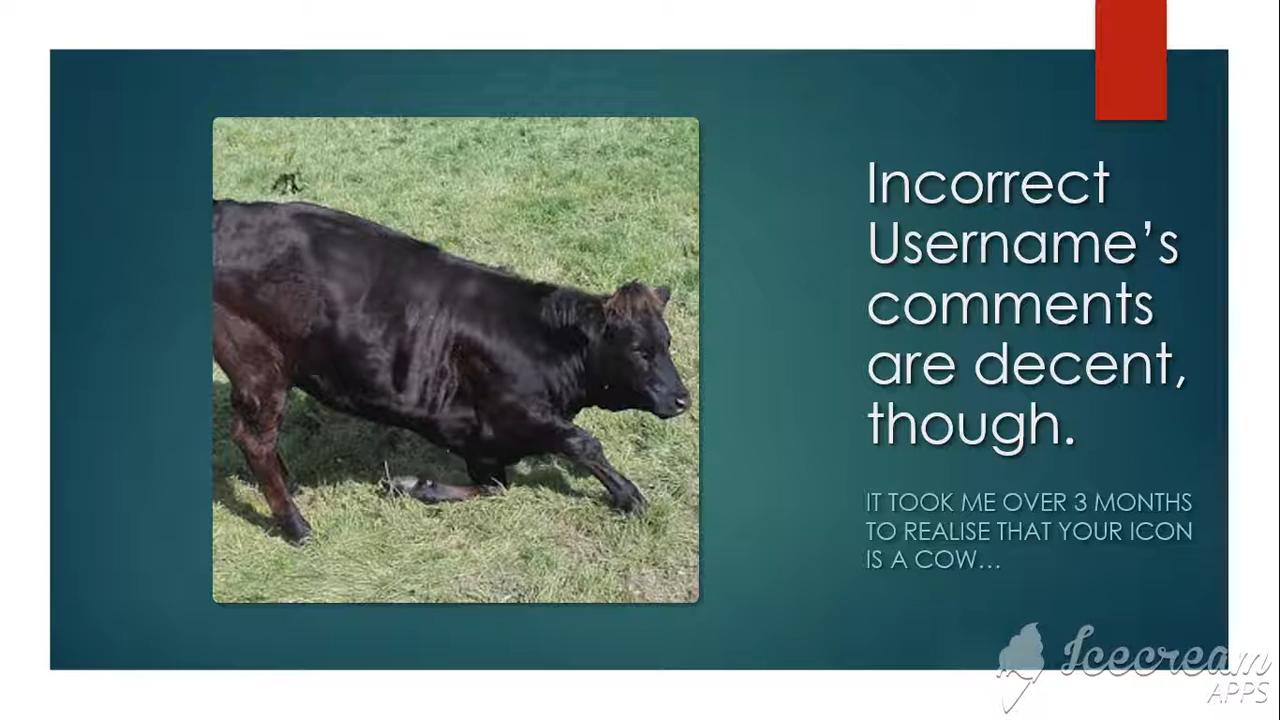 Incorrect
Username’s
comments
are decent,
though.
IT TOOK ME OVER 3 MONTHS
TO REALISE THAT YOUR ICON
IS A COW…
Icecream
APPS